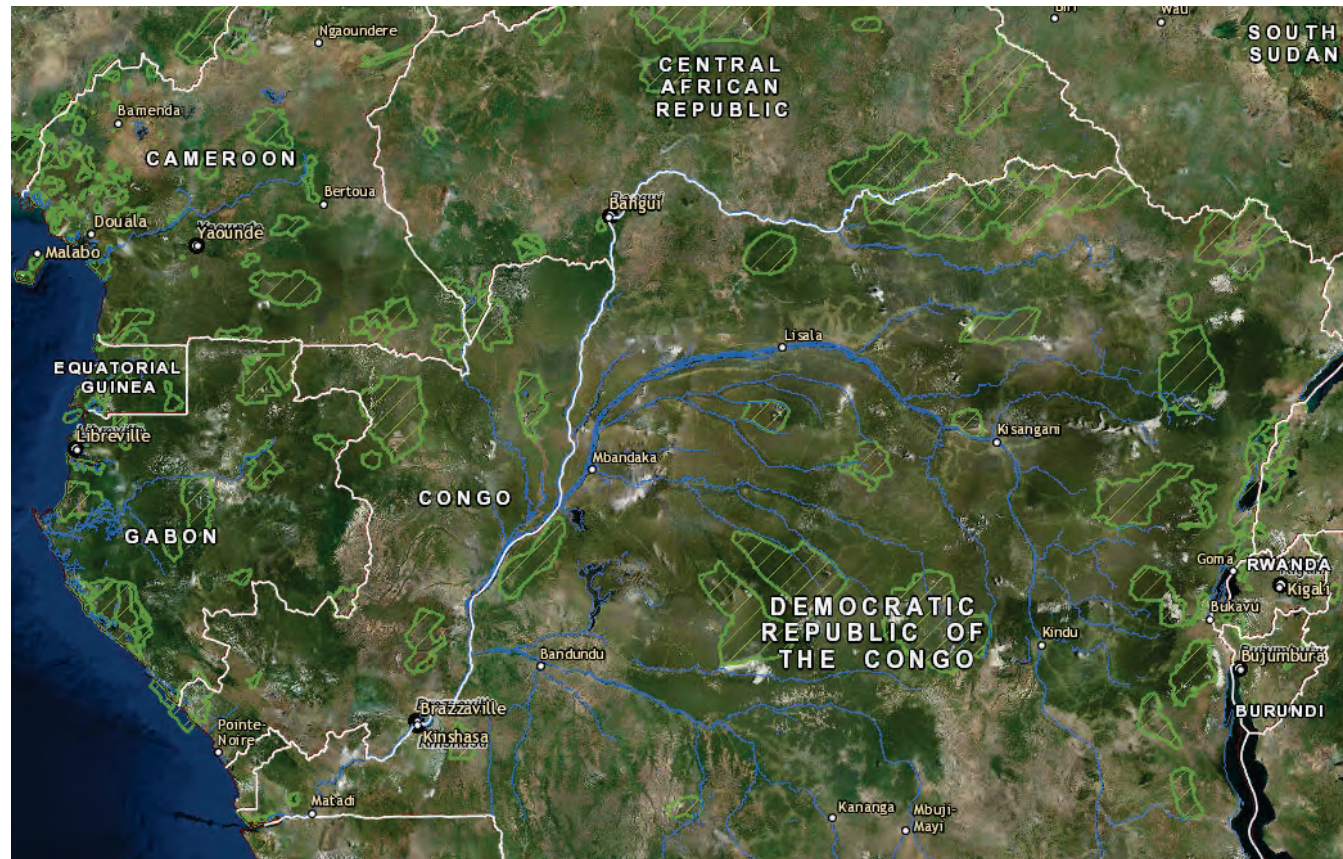 Biri
Wau
Ngaoundere
SOUTH
SUDAN
CENTRAL
AFRICAN
REPUBLIC
Bamenda
CAMEROON
Bertoua
Bangui
Douala
Yaounde
Malabo
Lisala
EQUATORIAL
GUINEA
Libreville
Kisangani
Mbandaka
CONGO
GABON
Goma
RWANDA
Kigali
Bukavu
DEMOCRATIC
REPUBLIC OF
THE CONGO
Kindu
Bandundu
Bujumbura
BURUNDI
Brazzaville
Kinshasa
Pointe-
Noire
Matadi
Kananga
Mbuji-
Mayi